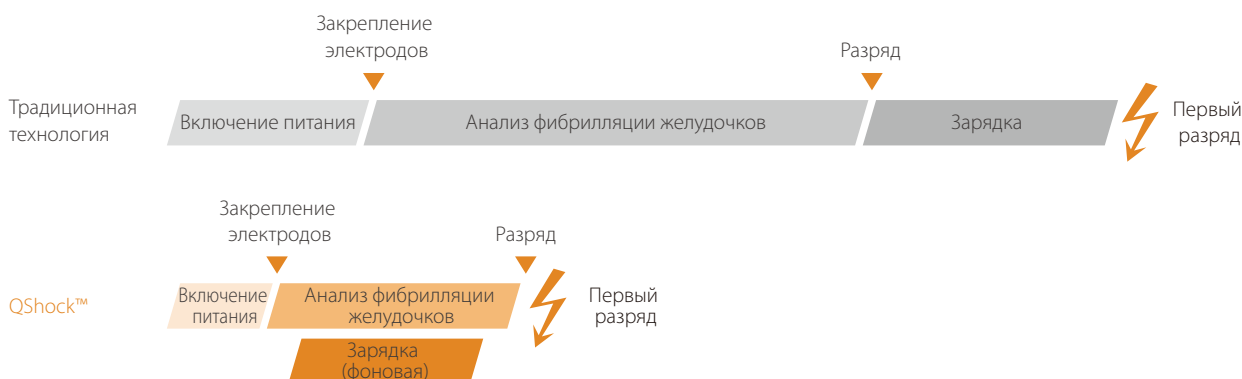 Закрепление
электродов
Разряд
Традиционная
технология
Включение питания
Анализ фибрилляции желудочков
Зарядка
Первый
разряд
Закрепление
электродов
Разряд
QShock™
Включение
питания
Анализ фибрилляции
желудочков
Первый
разряд
Зарядка
(фоновая)